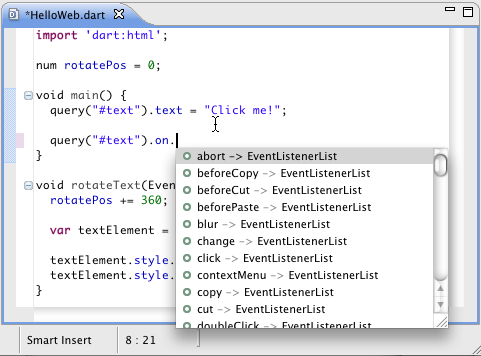 *HelloWeb.dart
import 'dart:html';
num rotatePos = 0;
void main() {
query("#text").text = "Click me!";
query("#text").on.
}
void rotateText(Even
rotatePos += 360;
var textElement =
textElement.style.
textElement.style.
}
abort -> EventListenerList
beforeCopy -> EventListenerList
beforeCut -> EventListenerList
beforePaste -> EventListenerList
blur -> EventListenerList
change -> EventListenerList
click -> EventListenerList
contextMenu -> EventListenerList
copy -> EventListenerList
cut -> EventListenerList
doubleClick -> EventListenerList
Smart Insert
8 : 21